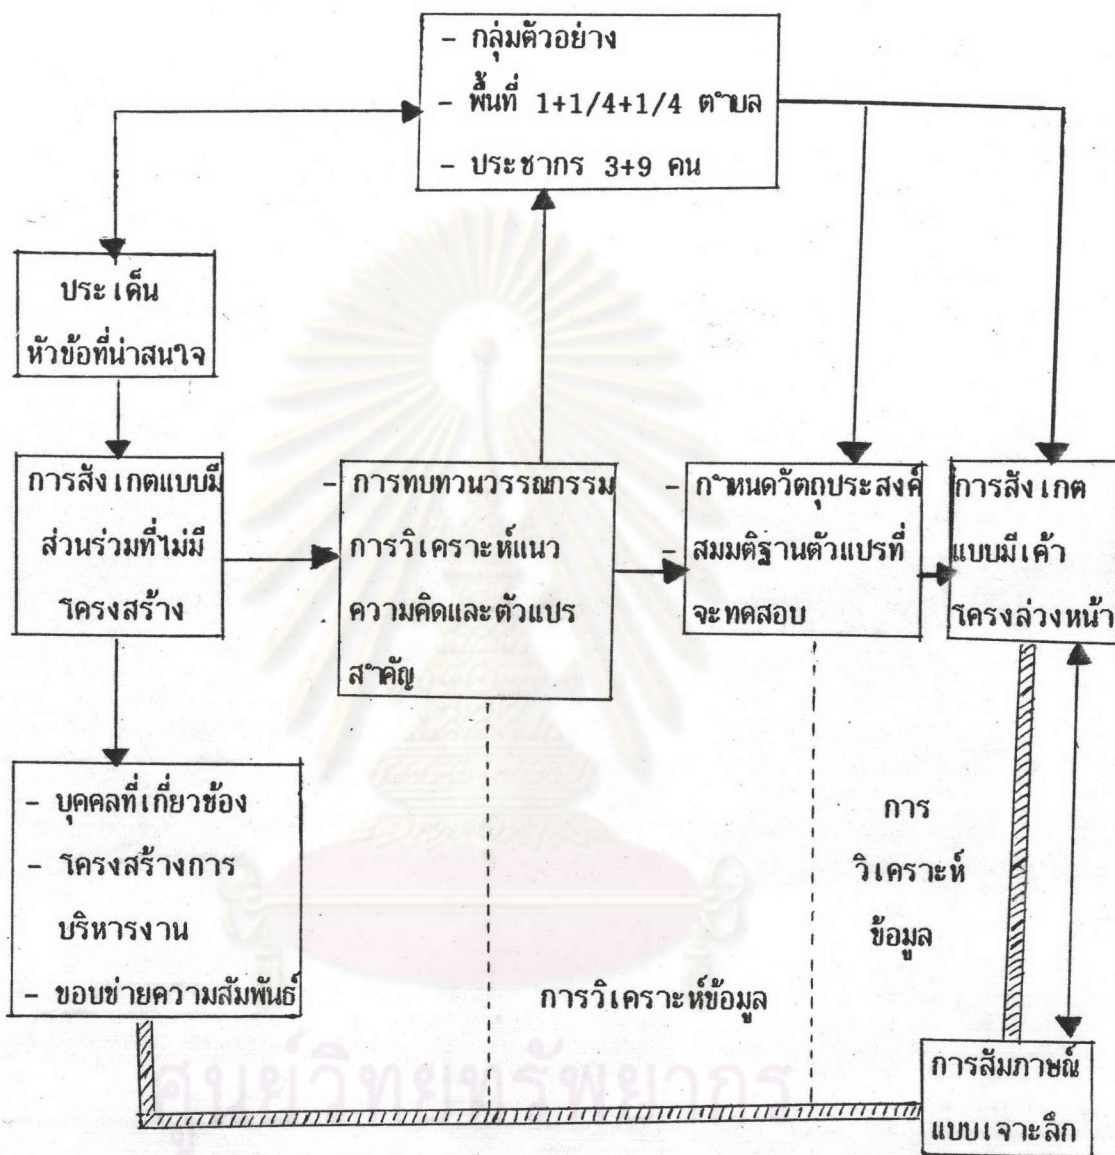 - กลุ่มตัวอย่าง
- พื้นที่ 1+1/4+1/4 ตำบล
- ประชากร 3+9 คน
ประเด็น
หัวข้อที่น่าสนใจ
การสังเกตแบบมี
ส่วนร่วมที่ไม่มี
โครงสร้าง
- การทบทวนวรรณกรรม
การวิเคราะห์แนว
ความคิดและตัวแปร
สำคัญ
- กำหนดวัตถุประสงค์
- สมมติฐานตัวแปรที่
จะทดสอบ
การสังเกต
แบบมีเค้า
โครงล่วงหน้า
- บุคคลที่เกี่ยวข้อง
- โครงสร้างการ
บริหารงาน
- ขอบข่ายความสัมพันธ์
การวิเคราะห์ข้อมูล
การ
วิเคราะห์
ข้อมูล
การสัมภาษณ์
แบบเจาะลึก
ศูนย์วิทยทรัพยากร